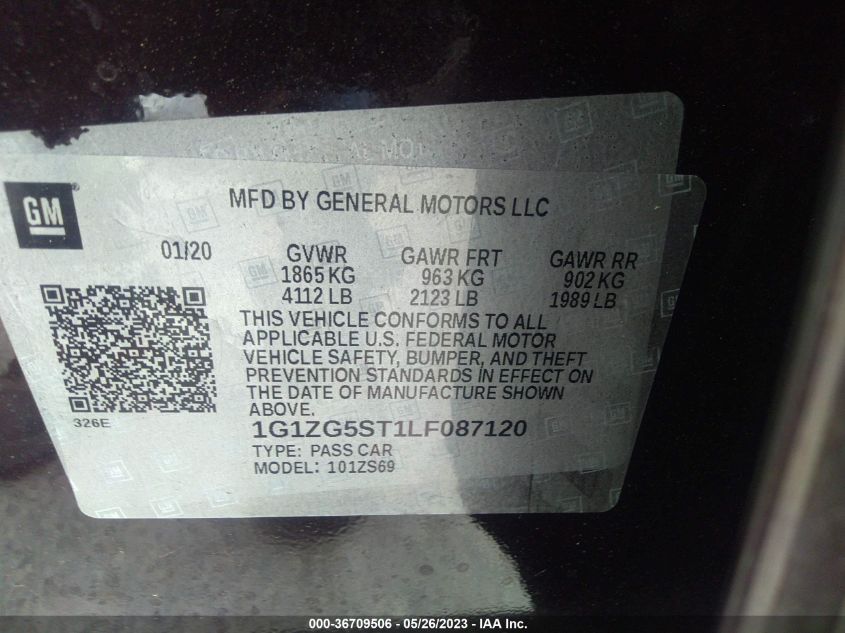 GM
MFD BY GENERAL MOTORS LLC
01/20 GVWR GAWR FRT GAWR RR
1865 KG 963 KG 902 KG
4112 LB 2123 LB 1989 LB
THIS VEHICLE CONFORMS TO ALL
APPLICABLE U.S. FEDERAL MOTOR
VEHICLE SAFETY, BUMPER, AND THEFT
PREVENTION STANDARDS IN EFFECT ON
THE DATE OF MANUFACTURE SHOWN
ABOVE.
326E
1G1ZG5ST1LF087120
TYPE: PASS CAR
MODEL: 101ZS69
000-36709506 - 05/26/2023 - IAA Inc.